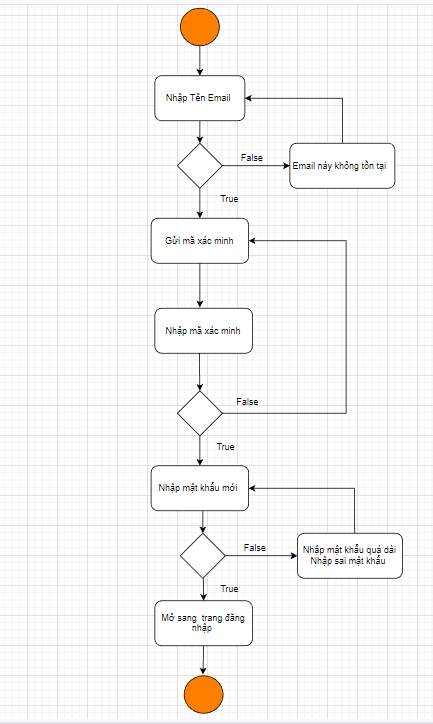 Nhập Tên Email
False
Email này không tồn tại
True
Gửi mã xác minh
Nhập mã xác minh
False
True
Nhập mật khẩu mới
False
Nhập mật khẩu quá dài
Nhập sai mật khẩu
True
Mở sang trang đăng
nhập